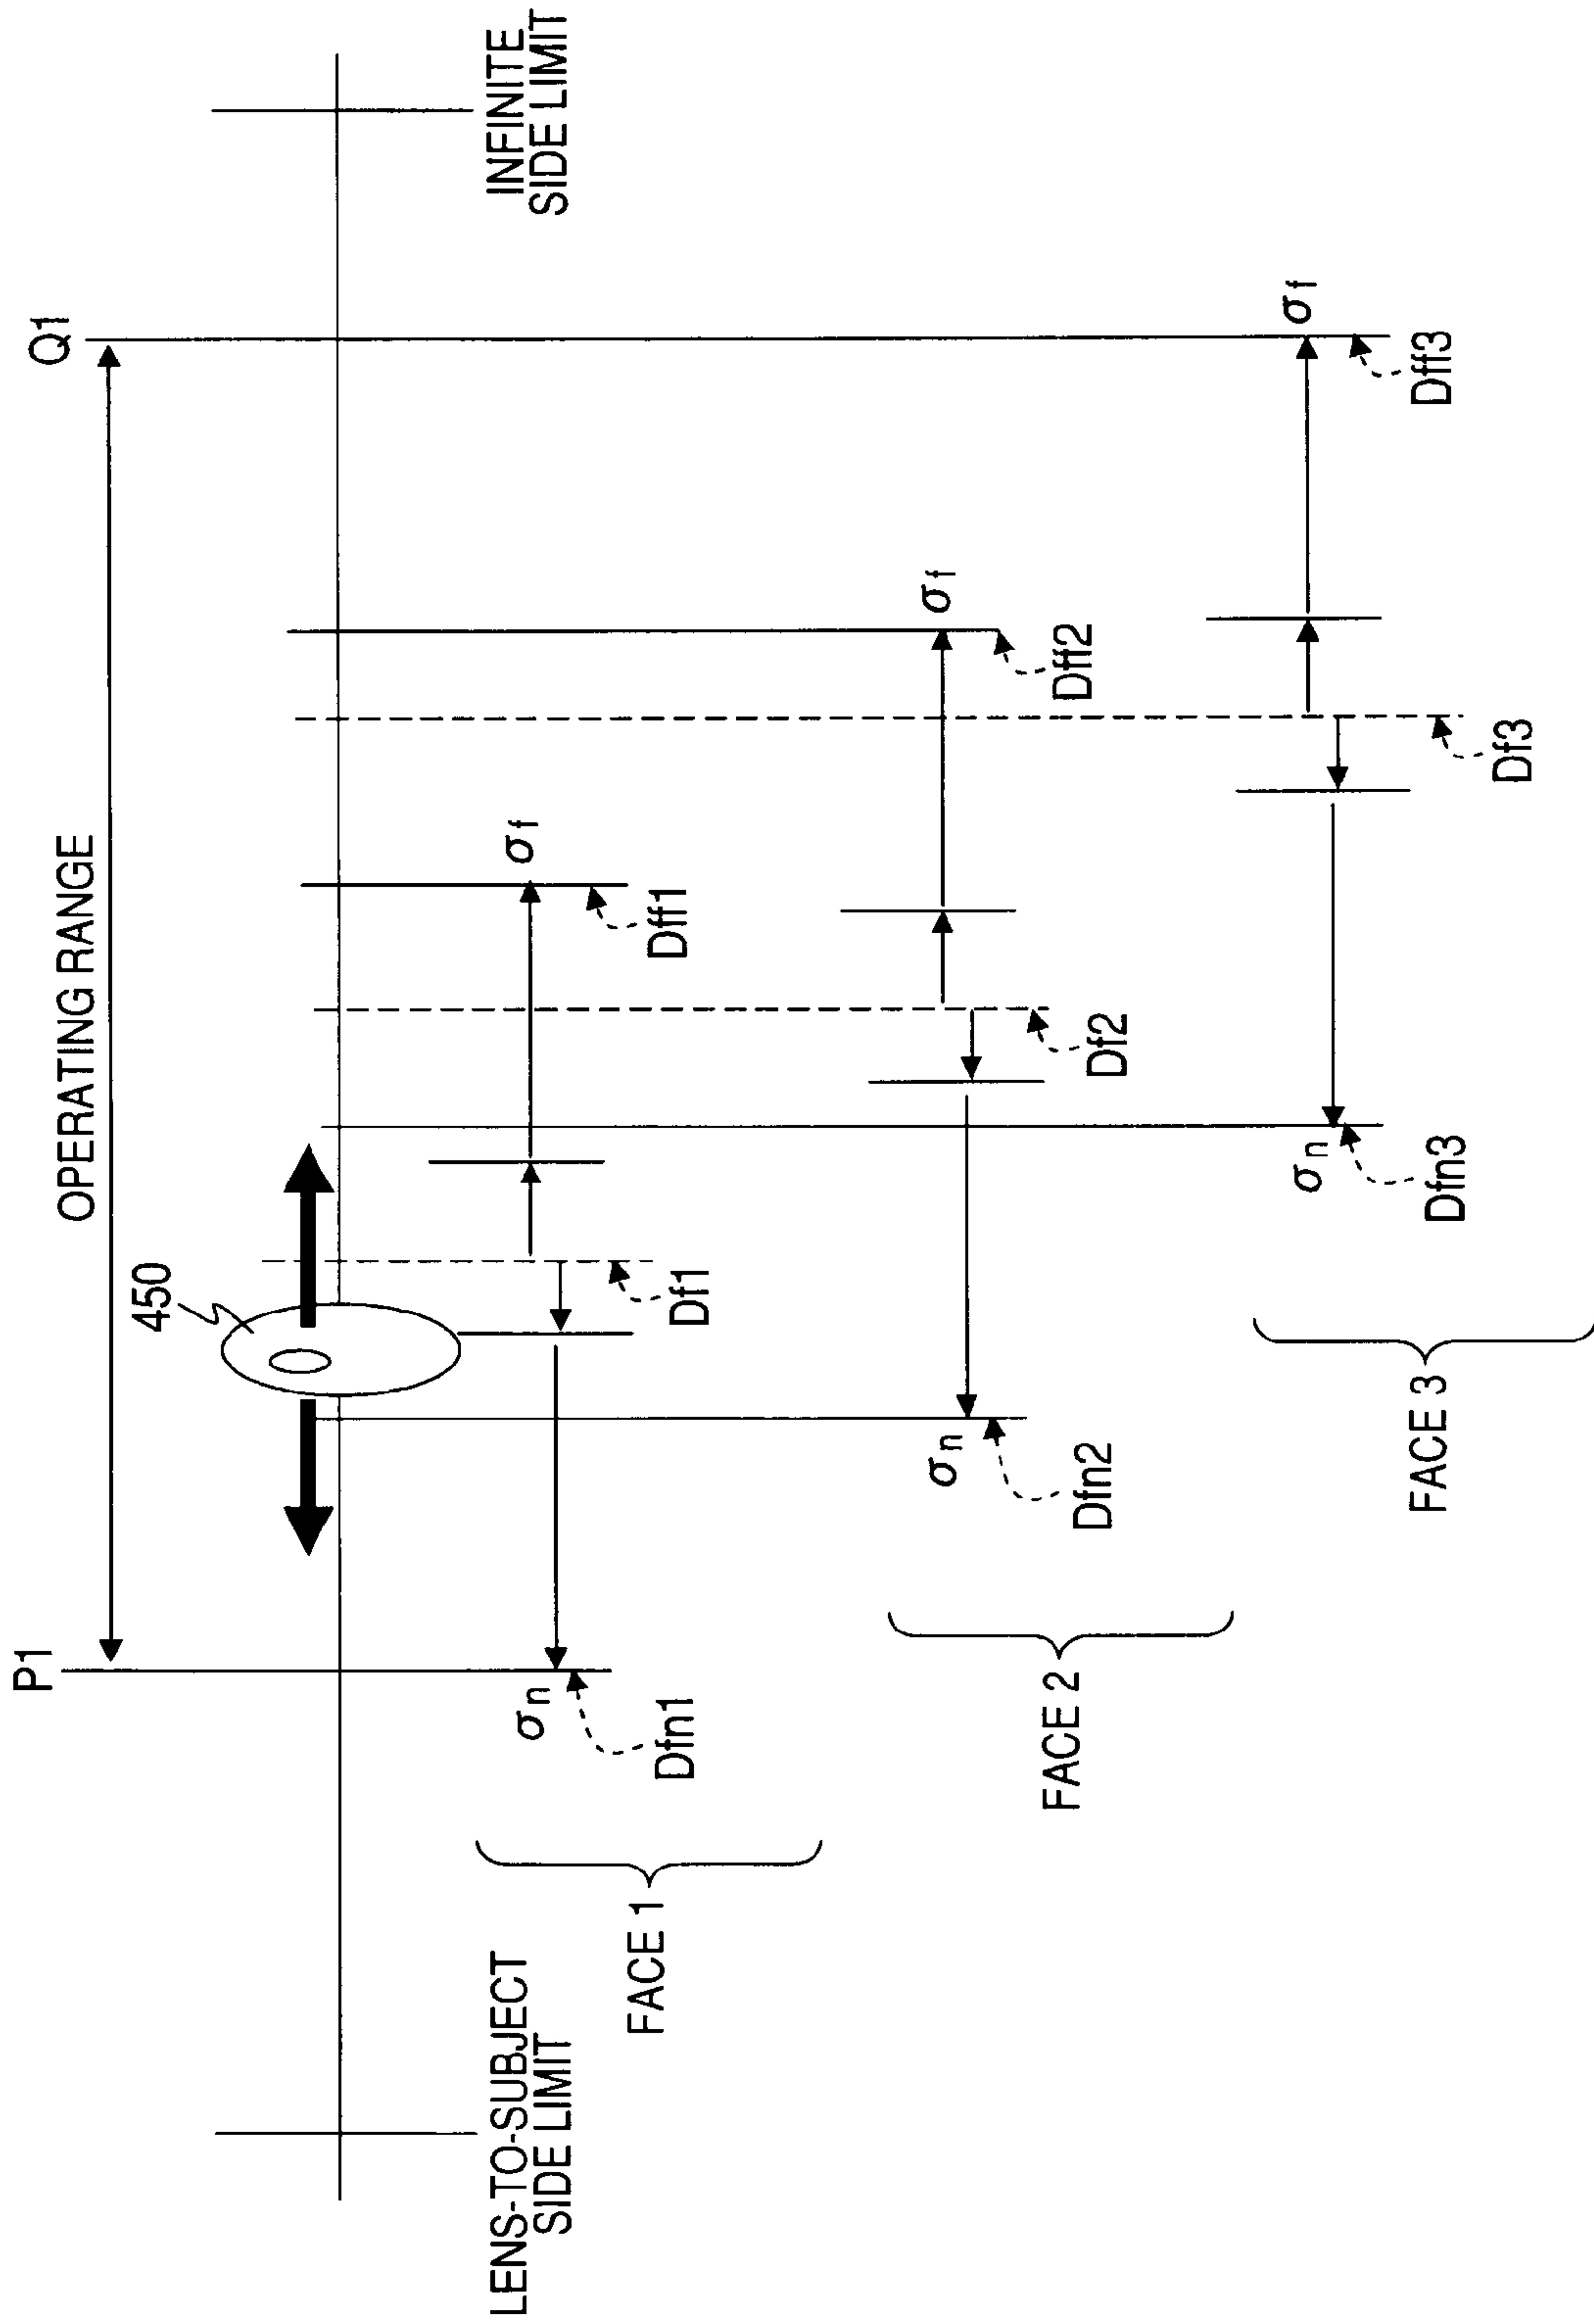 P1
OPERATING RANGE
Q1
450
LENS-TO-SUBJECT
SIDE LIMIT
INFINITE
SIDE LIMIT
σn
σf
Dfn1
Df1
Dff1
FACE 1
σn
σf
Dfn2
Df2
Dff2
FACE 2
σn
σf
Dfn3
Df3
Dff3
FACE 3